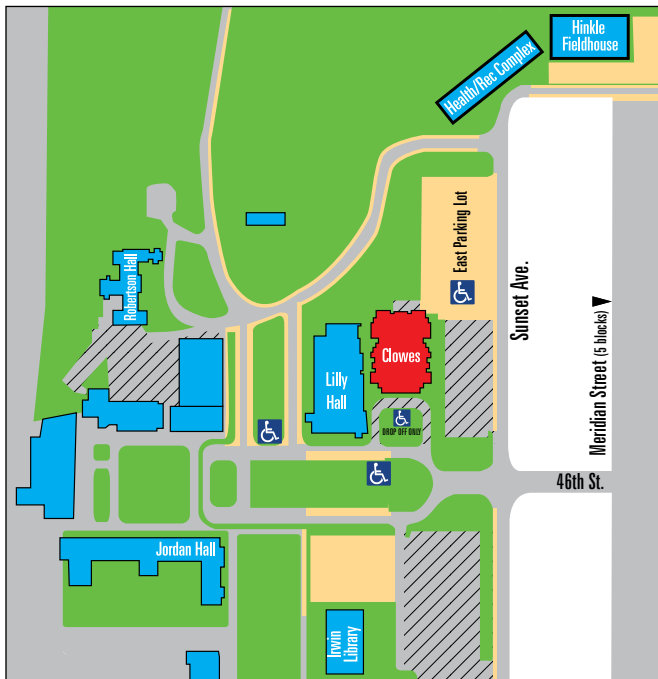 Hinkle
Fieldhouse
Health/Rec Complex
East Parking Lot
Robertson Hall
Sunset Ave.
Meridian Street (5 blocks)
Clowes
Lilly
Hall
DROP OFF ONLY
46th St.
Jordan Hall
Irwin
Library